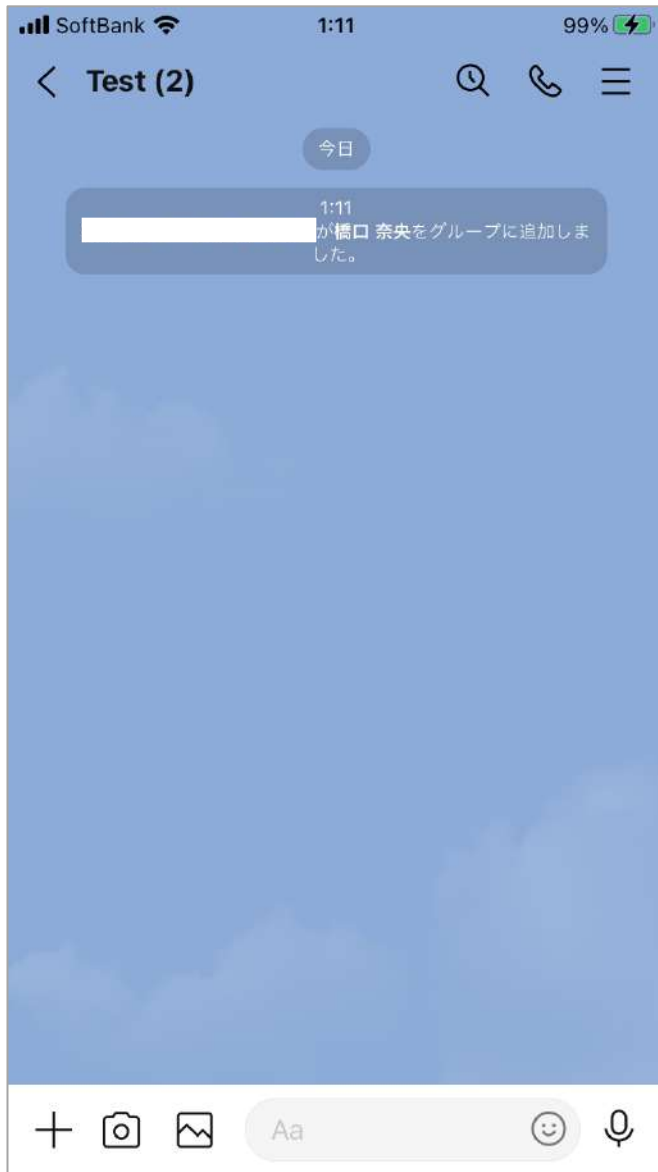 SoftBank 1:11 99%
Test (2)
今日
1:11
が橋口 奈央をグループに追加しま
した。
Aa